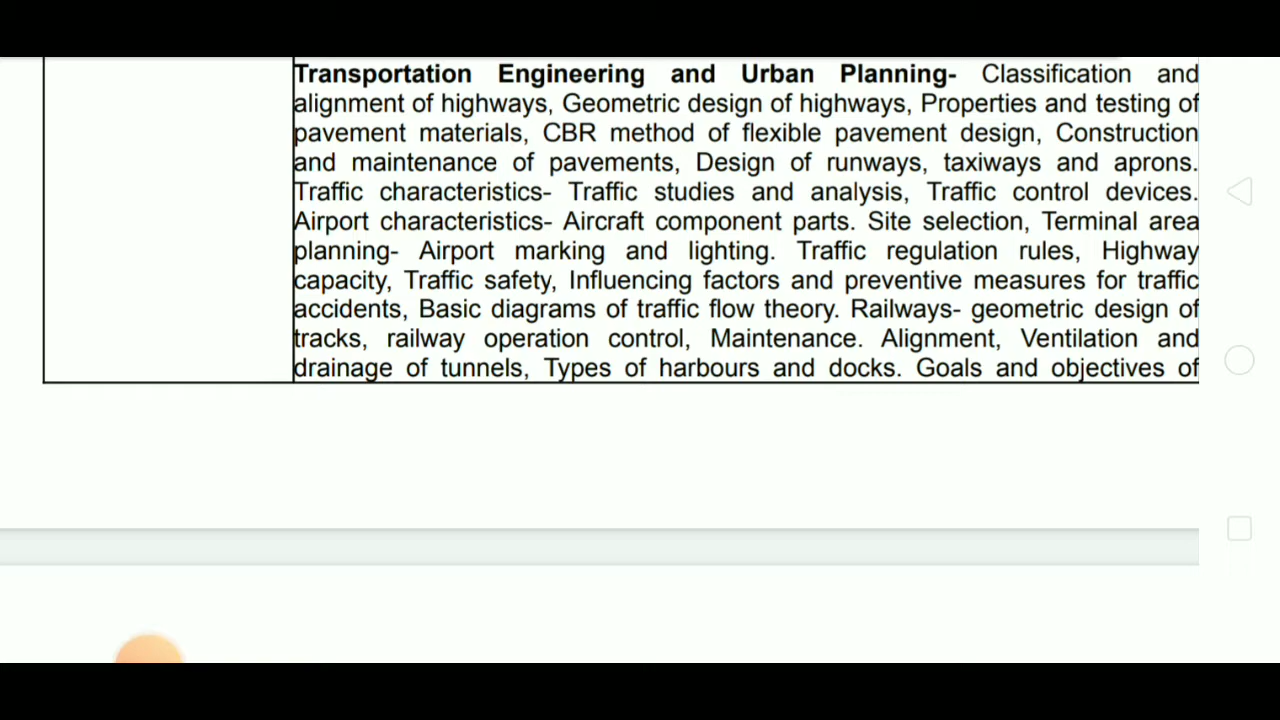 Transportation Engineering and Urban Planning- Classification and
alignment of highways, Geometric design of highways, Properties and testing of
pavement materials, CBR method of flexible pavement design, Construction
and maintenance of pavements, Design of runways, taxiways and aprons.
Traffic characteristics- Traffic studies and analysis, Traffic control devices.
Airport characteristics- Aircraft component parts. Site selection, Terminal area
planning- Airport marking and lighting. Traffic regulation rules, Highway
capacity, Traffic safety, Influencing factors and preventive measures for traffic
accidents, Basic diagrams of traffic flow theory. Railways- geometric design of
tracks, railway operation control, Maintenance. Alignment, Ventilation and
drainage of tunnels, Types of harbours and docks. Goals and objectives of